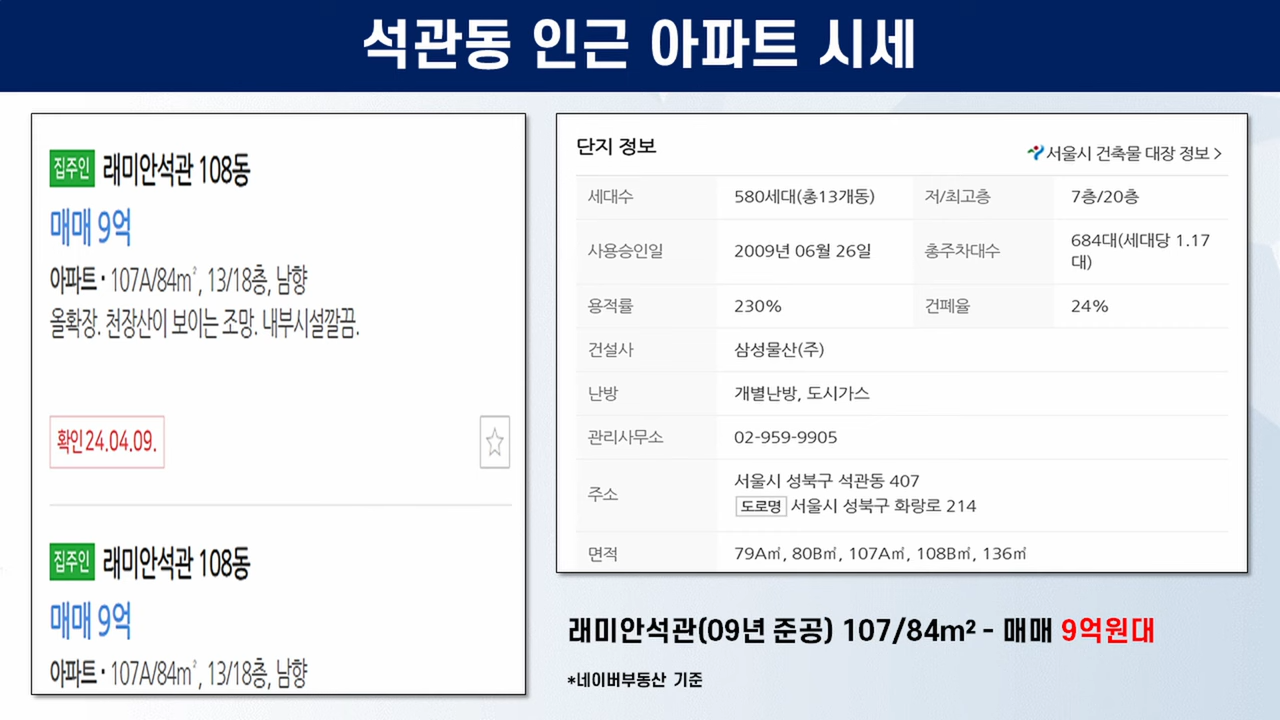 석관동 인근 아파트 시세
집주인 래미안석관 108동
매매 9억
아파트 · 107A/84㎡, 13/18층, 남향
올확장. 천장산이 보이는 조망. 내부시설깔끔.
확인 24.04.09.
집주인 래미안석관 108동
매매 9억
아파트 · 107A/84㎡, 13/18층, 남향
단지 정보
서울시 건축물 대장 정보 >
세대수 580세대(총13개동) 저/최고층 7층/20층
사용승인일 2009년 06월 26일 총주차대수 684대(세대당 1.17
대)
용적률 230% 건폐율 24%
건설사 삼성물산(주)
난방 개별난방, 도시가스
관리사무소 02-959-9905
주소 서울시 성북구 석관동 407
도로명 서울시 성북구 화랑로 214
면적 79A㎡, 80B㎡, 107A㎡, 108B㎡, 136㎡
래미안석관(09년 준공) 107/84m² - 매매 9억원대
*네이버부동산 기준